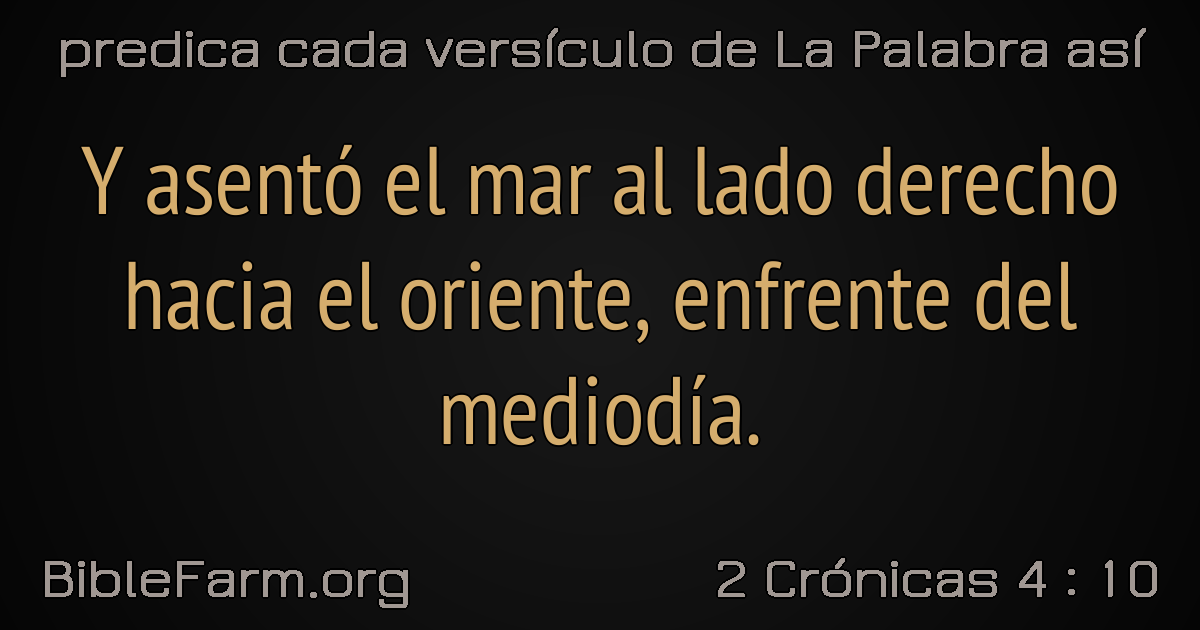 predica cada versículo de La Palabra así
Y asentó el mar al lado derecho
hacia el oriente, enfrente del
mediodía.
BibleFarm.org
2 Crónicas 4 : 10